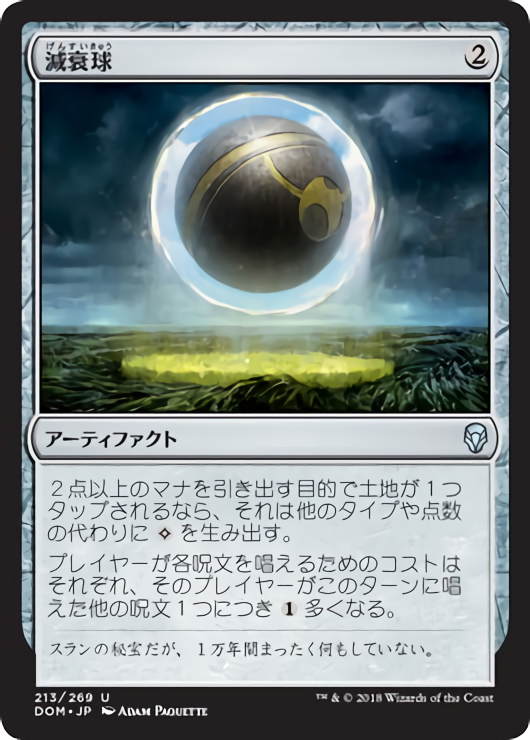 げんすいきゅう
減衰球
2
アーティファクト
２点以上のマナを引き出す目的で土地が１つ
タップされるなら、それは他のタイプや点数
の代わりに ◇ を生み出す。
プレイヤーが各呪文を唱えるためのコストは
それぞれ、そのプレイヤーがこのターンに唱
えた他の呪文１つにつき 1 多くなる。
スランの秘宝だが、１万年間まったく何もしていない。
213/269 U
DOM・JP Adam Paquette
™ & © 2018 Wizards of the Coast